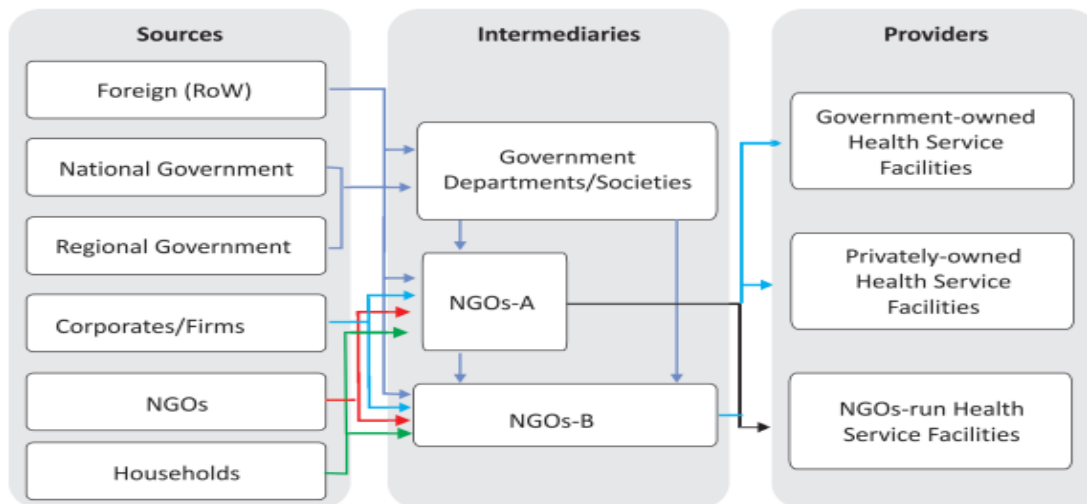 Sources
Foreign (RoW)
National Government
Regional Government
Corporates/Firms
NGOs
Households
Intermediaries
Government
Departments/Societies
NGOs-A
NGOs-B
Providers
Government-owned
Health Service
Facilities
Privately-owned
Health Service
Facilities
NGOs-run Health
Service Facilities